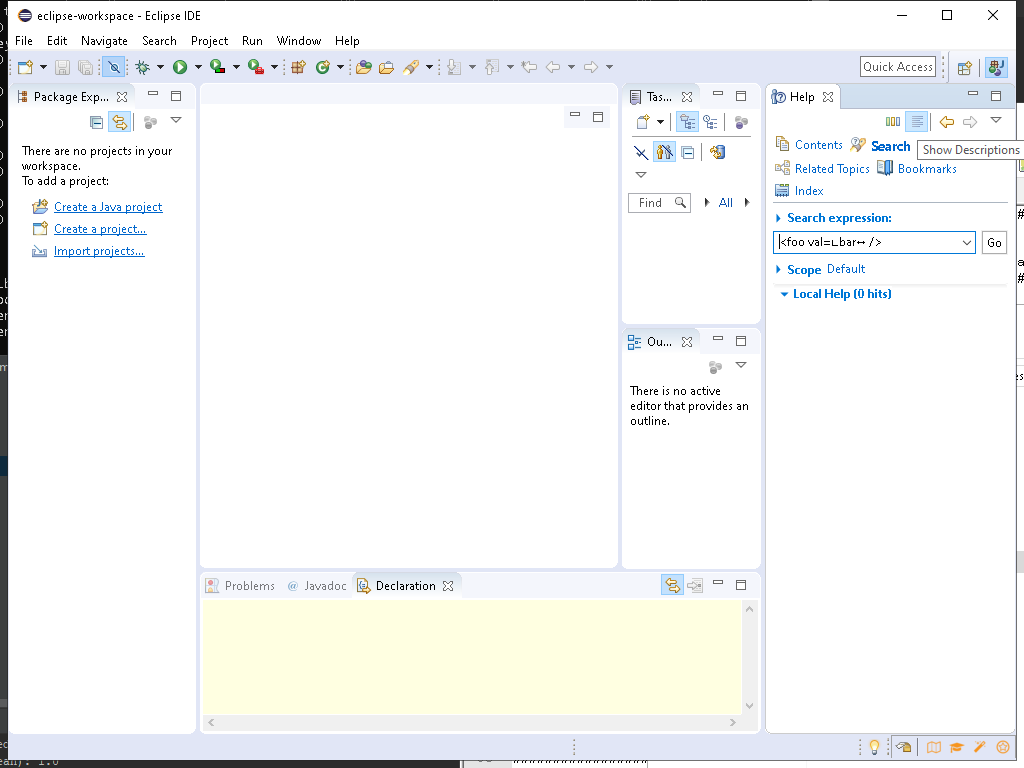 eclipse-workspace - Eclipse IDE
File Edit Navigate Search Project Run Window Help
Quick Access
Package Exp...
There are no projects in your
workspace.
To add a project:
Create a Java project
Create a project...
Import projects...
Tas...
Find
All
Ou...
There is no active
editor that provides an
outline.
Help
Contents
Search
Show Descriptions
Related Topics
Bookmarks
Index
Search expression:
<foo val=∟bar↔ />
Go
Scope Default
Local Help (0 hits)
Problems
@ Javadoc
Declaration